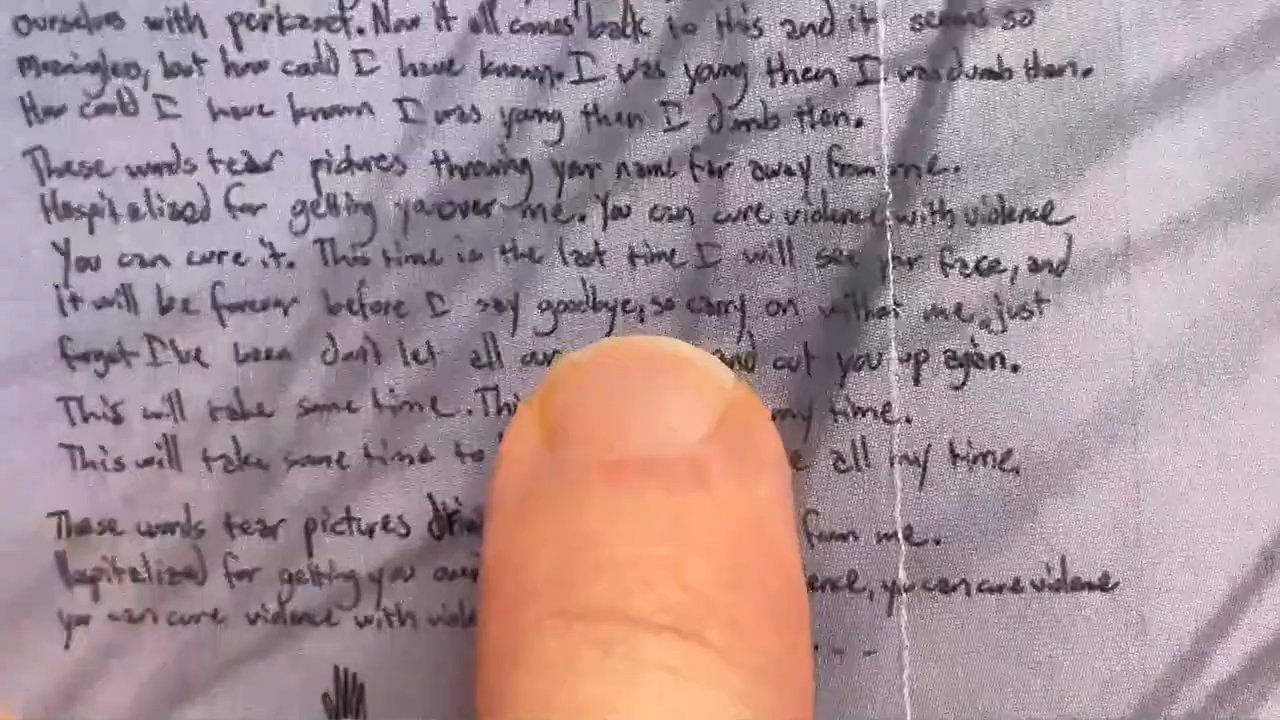 ourselves with perkaset. Now it all comes back to this and it seems so
Meaningless, but how could I have known. I was young then I was dumb then.
How could I have known I was young then I dumb then.
These words tear pictures throwing your name far away from me.
Hospitalized for getting ya over me. You can cure violence with violence
You can cure it. This time is the last time I will see your face, and
it will be forever before I say goodbye, so carry on without me, just
forget I've been don't let all and cut you up again.
This will take some time. This my time.
This will take some time to all my time.
These words tear pictures from me.
Hospitalized for getting you over you can cure violence
you can cure violence with